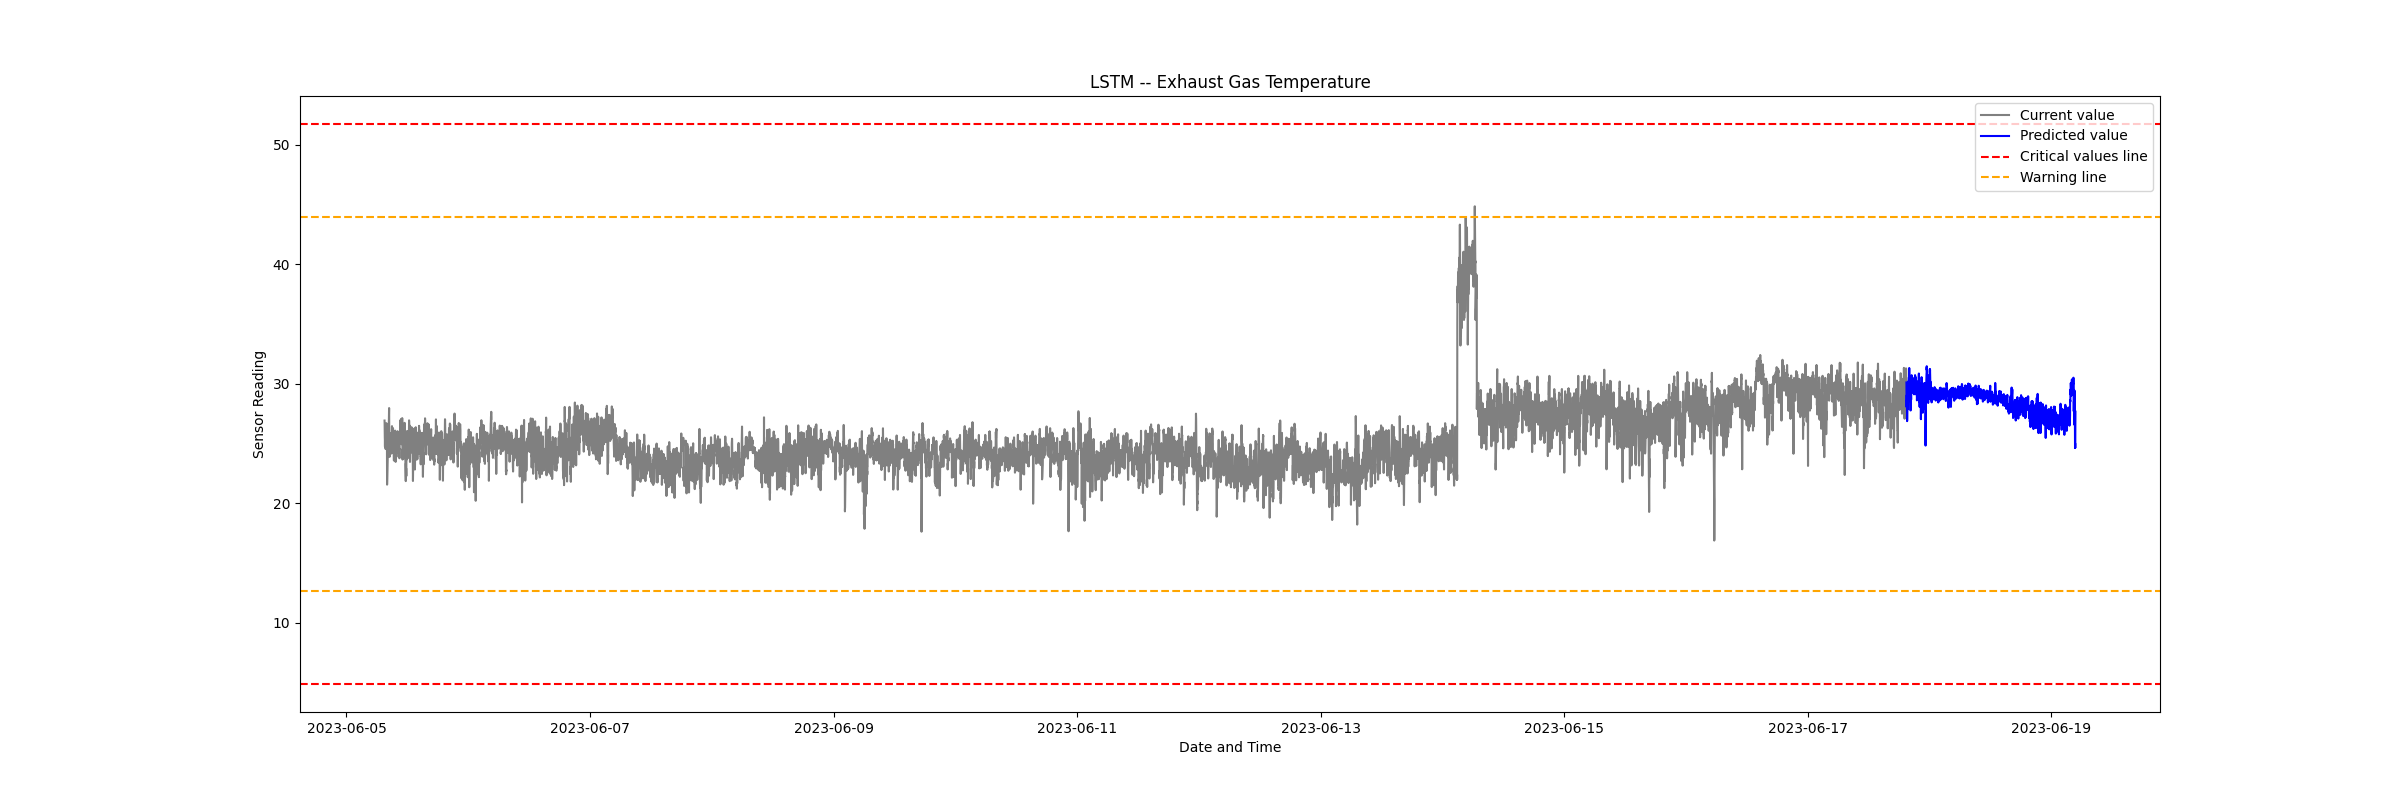 LSTM -- Exhaust Gas Temperature
Current value
Predicted value
Critical values line
Warning line
50
40
30
20
10
Sensor Reading
2023-06-05 2023-06-07 2023-06-09 2023-06-11 2023-06-13 2023-06-15 2023-06-17 2023-06-19
Date and Time